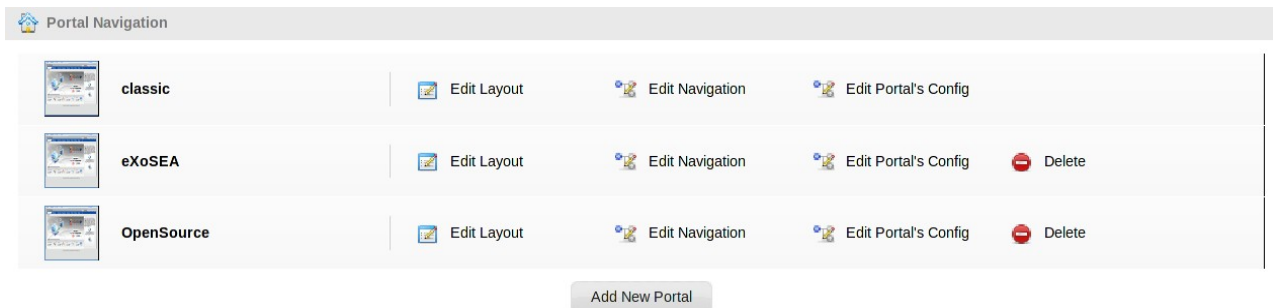 Portal Navigation
classic Edit Layout Edit Navigation Edit Portal's Config
eXoSEA Edit Layout Edit Navigation Edit Portal's Config Delete
OpenSource Edit Layout Edit Navigation Edit Portal's Config Delete
Add New Portal